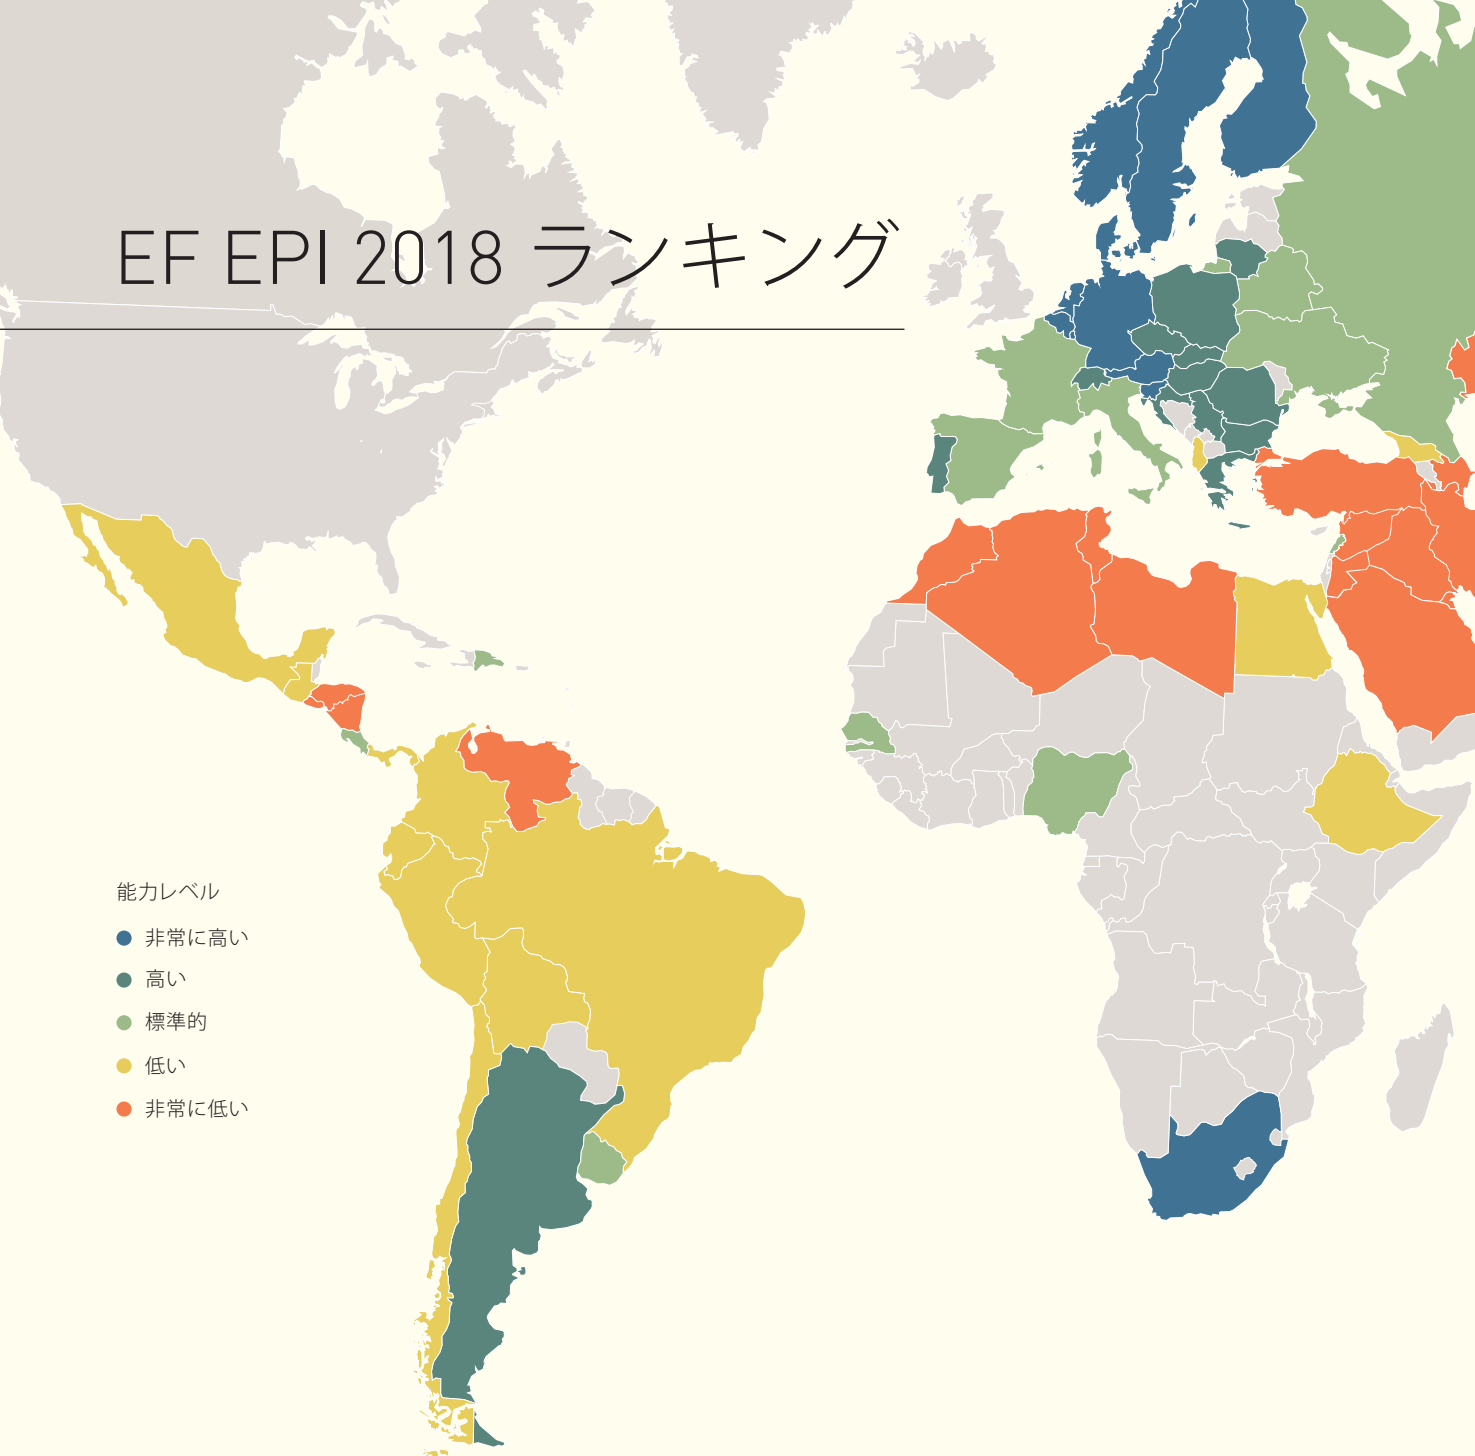 EF EPI 2018 ランキング
能力レベル
非常に高い
高い
標準的
低い
非常に低い